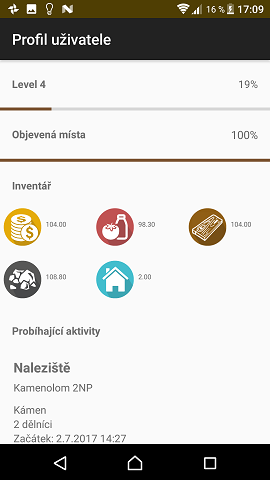 16 % 17:09
Profil uživatele
Level 4 19%
Objevená místa 100%
Inventář
104.00 98.30 104.00
108.80 2.00
Probíhající aktivity
Naleziště
Kamenolom 2NP
Kámen
2 dělníci
Začátek: 2.7.2017 14:27